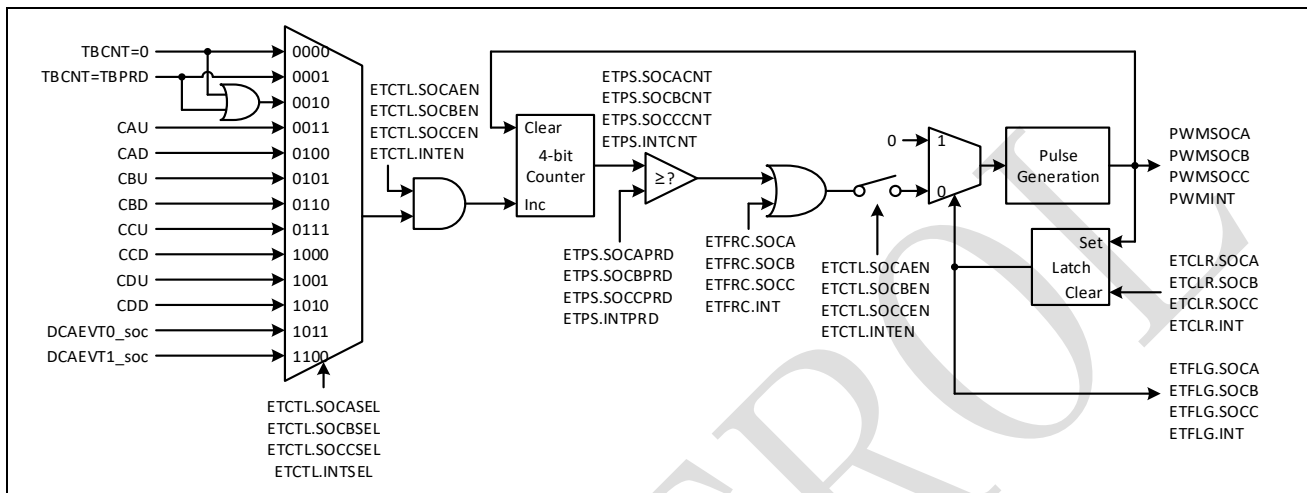 TBCNT=0
TBCNT=TBPRD
CAU
CAD
CBU
CBD
CCU
CCD
CDU
CDD
DCAEVT0_soc
DCAEVT1_soc
0000
0001
0010
0011
0100
0101
0110
0111
1000
1001
1010
1011
1100
ETCTL.SOCASEL
ETCTL.SOCBSEL
ETCTL.SOCCSEL
ETCTL.INTSEL
ETCTL.SOCAEN
ETCTL.SOCBEN
ETCTL.SOCCEN
ETCTL.INTEN
Clear
4-bit
Counter
Inc
ETPS.SOCACNT
ETPS.SOCBCNT
ETPS.SOCCCNT
ETPS.INTCNT
≥?
ETPS.SOCAPRD
ETPS.SOCBPRD
ETPS.SOCCPRD
ETPS.INTPRD
ETFRC.SOCA
ETFRC.SOCB
ETFRC.SOCC
ETFRC.INT
ETCTL.SOCAEN
ETCTL.SOCBEN
ETCTL.SOCCEN
ETCTL.INTEN
0
1
0
Pulse
Generation
Set
Latch
Clear
PWMSOCA
PWMSOCB
PWMSOCC
PWMINT
ETCLR.SOCA
ETCLR.SOCB
ETCLR.SOCC
ETCLR.INT
ETFLG.SOCA
ETFLG.SOCB
ETFLG.SOCC
ETFLG.INT